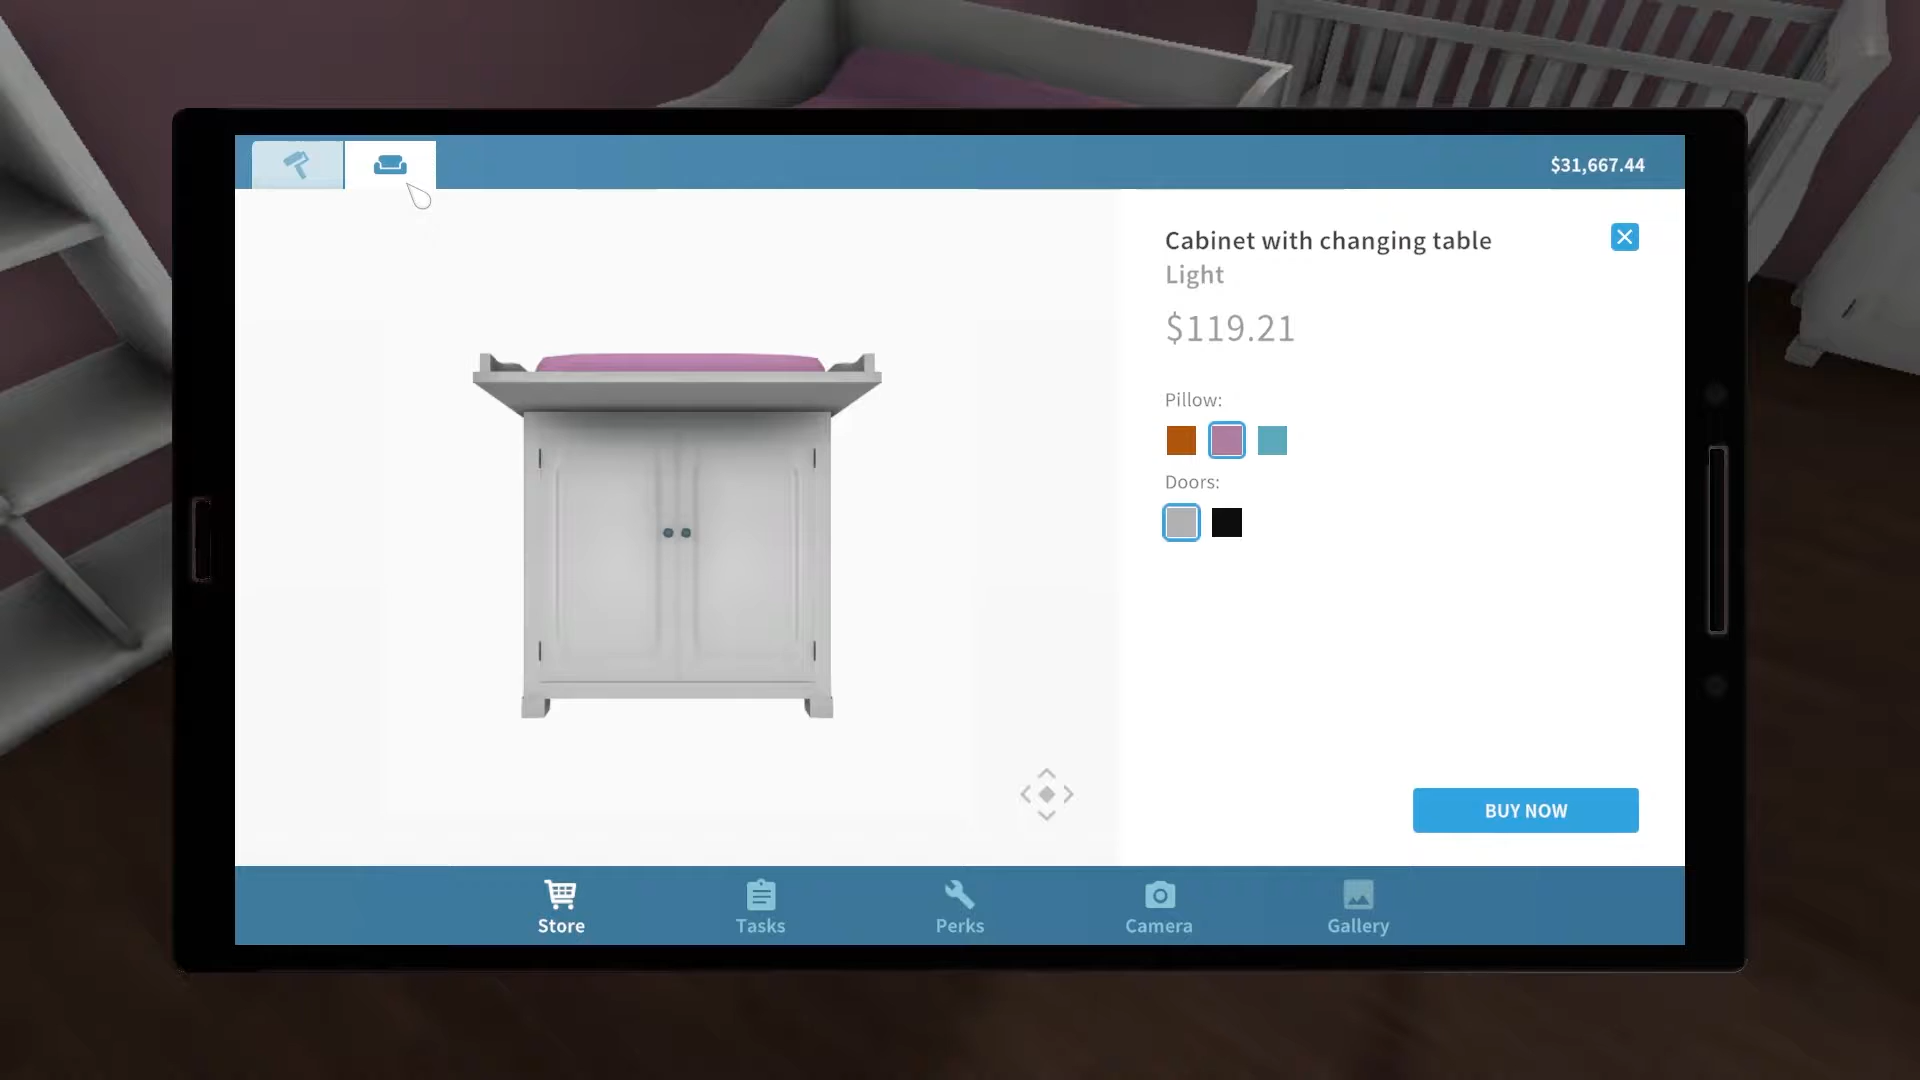 $31,667.44
Cabinet with changing table
Light
$119.21
Pillow:
Doors:
BUY NOW
Store
Tasks
Perks
Camera
Gallery